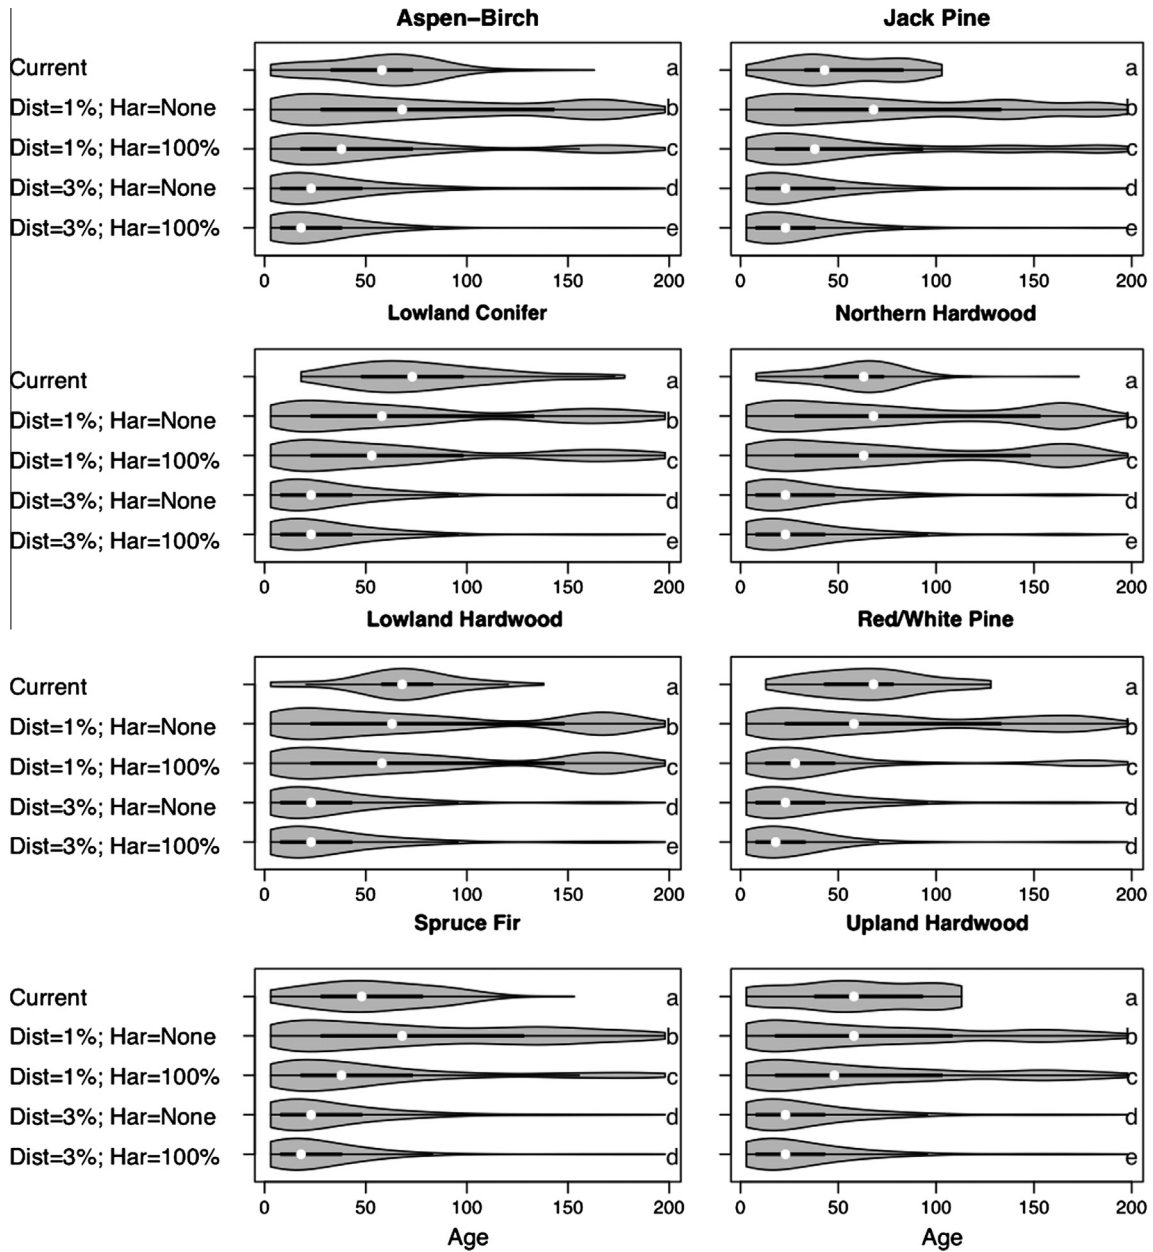 Aspen–Birch Jack Pine
Current a a
Dist=1%; Har=None b b
Dist=1%; Har=100% c c
Dist=3%; Har=None d d
Dist=3%; Har=100% e e
0 50 100 150 200 0 50 100 150 200
Lowland Conifer Northern Hardwood
Current a a
Dist=1%; Har=None b b
Dist=1%; Har=100% c c
Dist=3%; Har=None d d
Dist=3%; Har=100% e e
0 50 100 150 200 0 50 100 150 200
Lowland Hardwood Red/White Pine
Current a a
Dist=1%; Har=None b b
Dist=1%; Har=100% c c
Dist=3%; Har=None d d
Dist=3%; Har=100% e d
0 50 100 150 200 0 50 100 150 200
Spruce Fir Upland Hardwood
Current a a
Dist=1%; Har=None b b
Dist=1%; Har=100% c c
Dist=3%; Har=None d d
Dist=3%; Har=100% d e
0 50 100 150 200 0 50 100 150 200
Age Age